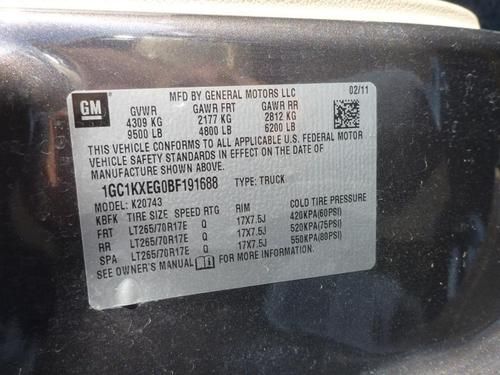 GM
MFD BY GENERAL MOTORS LLC
02/11
GVWR GAWR FRT GAWR RR
4309 KG 2177 KG 2812 KG
9500 LB 4800 LB 6200 LB
THIS VEHICLE CONFORMS TO ALL APPLICABLE U.S. FEDERAL MOTOR
VEHICLE SAFETY STANDARDS IN EFFECT ON THE DATE OF
MANUFACTURE SHOWN ABOVE.
1GC1KXEG0BF191688 TYPE: TRUCK
MODEL: K20743
KBFK TIRE SIZE SPEED RTG RIM COLD TIRE PRESSURE
FRT LT265/70R17E Q 17X7.5J 420KPA(60PSI)
RR LT265/70R17E Q 17X7.5J 520KPA(75PSI)
SPA LT265/70R17E Q 17X7.5J 550KPA(80PSI)
SEE OWNER'S MANUAL FOR MORE INFORMATION.